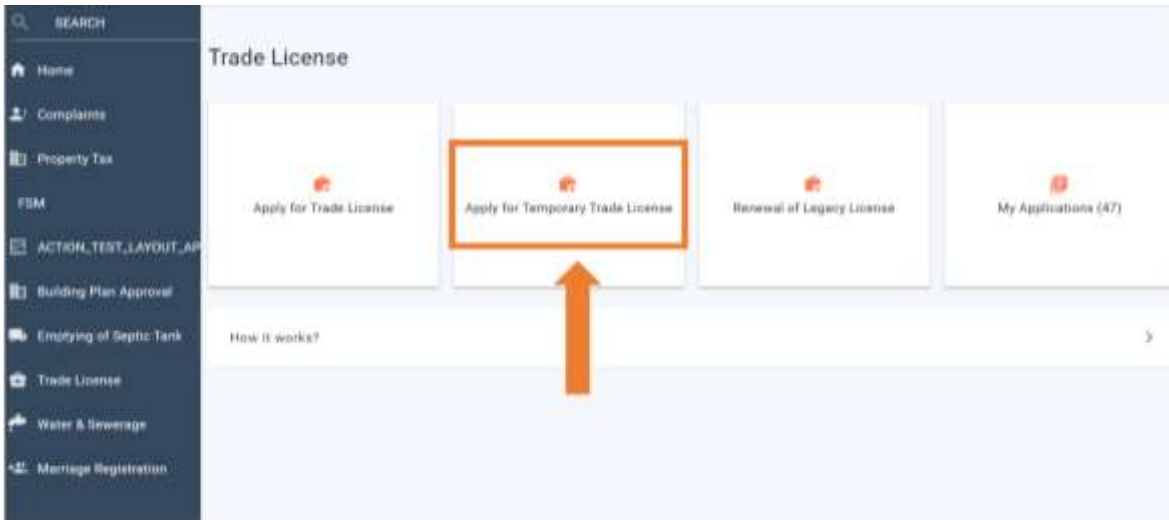 SEARCH
Home
Complaints
Property Tax
FSM
ACTION_TEST_LAYOUT_AP
Building Plan Approval
Emptying of Septic Tank
Trade License
Water & Sewerage
Marriage Registration
Trade License
Apply for Trade License
Apply for Temporary Trade License
Renewal of Legacy License
My Applications (47)
How it works?